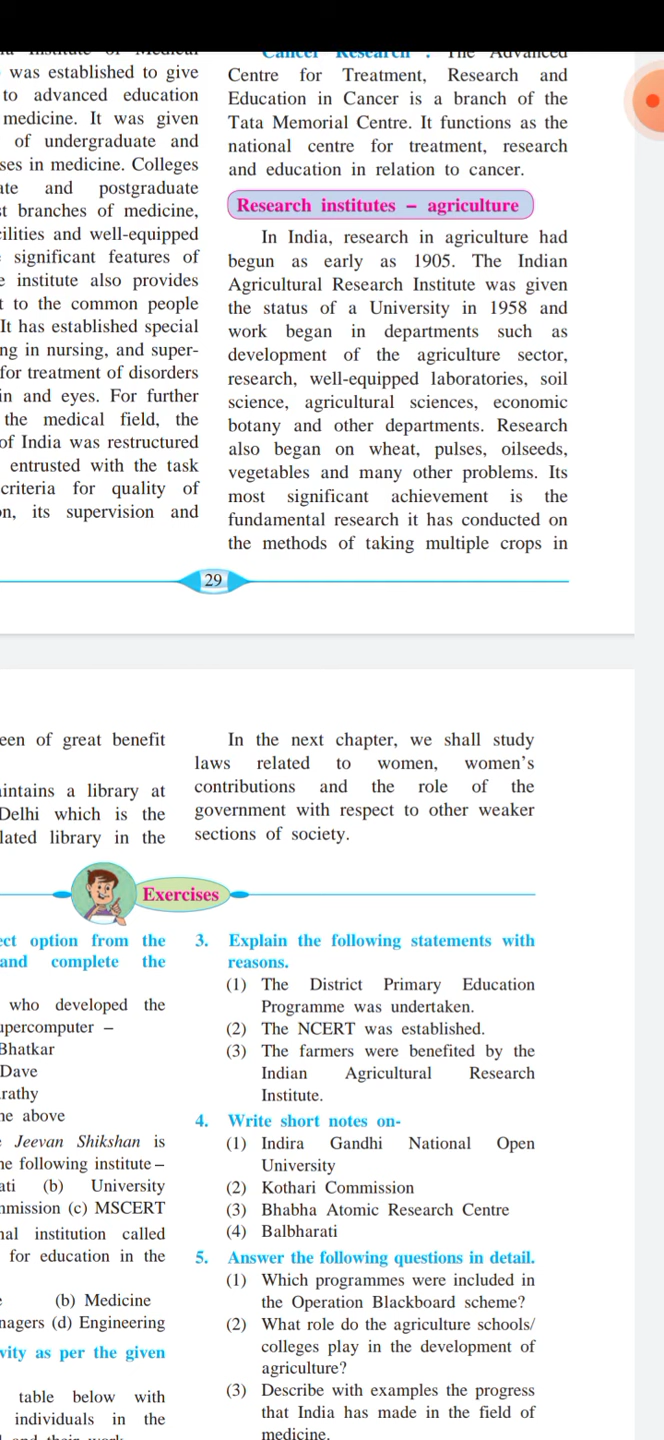 was established to give
to advanced education
medicine. It was given
of undergraduate and
ses in medicine. Colleges
ate and postgraduate
st branches of medicine,
cilities and well-equipped
significant features of
e institute also provides
t to the common people
It has established special
ng in nursing, and super-
for treatment of disorders
in and eyes. For further
the medical field, the
of India was restructured
entrusted with the task
criteria for quality of
on, its supervision and
Cancer Research : The Advanced
Centre for Treatment, Research and
Education in Cancer is a branch of the
Tata Memorial Centre. It functions as the
national centre for treatment, research
and education in relation to cancer.
Research institutes – agriculture
In India, research in agriculture had
begun as early as 1905. The Indian
Agricultural Research Institute was given
the status of a University in 1958 and
work began in departments such as
development of the agriculture sector,
research, well-equipped laboratories, soil
science, agricultural sciences, economic
botany and other departments. Research
also began on wheat, pulses, oilseeds,
vegetables and many other problems. Its
most significant achievement is the
fundamental research it has conducted on
the methods of taking multiple crops in
29
een of great benefit
aintains a library at
Delhi which is the
lated library in the
In the next chapter, we shall study
laws related to women, women's
contributions and the role of the
government with respect to other weaker
sections of society.
Exercises
ect option from the
and complete the
who developed the
upercomputer –
Bhatkar
Dave
rathy
he above
Jeevan Shikshan is
he following institute –
ati (b) University
mmission (c) MSCERT
nal institution called
for education in the
(b) Medicine
nagers (d) Engineering
vity as per the given
table below with
individuals in the
3. Explain the following statements with
reasons.
(1) The District Primary Education
Programme was undertaken.
(2) The NCERT was established.
(3) The farmers were benefited by the
Indian Agricultural Research
Institute.
4. Write short notes on-
(1) Indira Gandhi National Open
University
(2) Kothari Commission
(3) Bhabha Atomic Research Centre
(4) Balbharati
5. Answer the following questions in detail.
(1) Which programmes were included in
the Operation Blackboard scheme?
(2) What role do the agriculture schools/
colleges play in the development of
agriculture?
(3) Describe with examples the progress
that India has made in the field of
medicine.